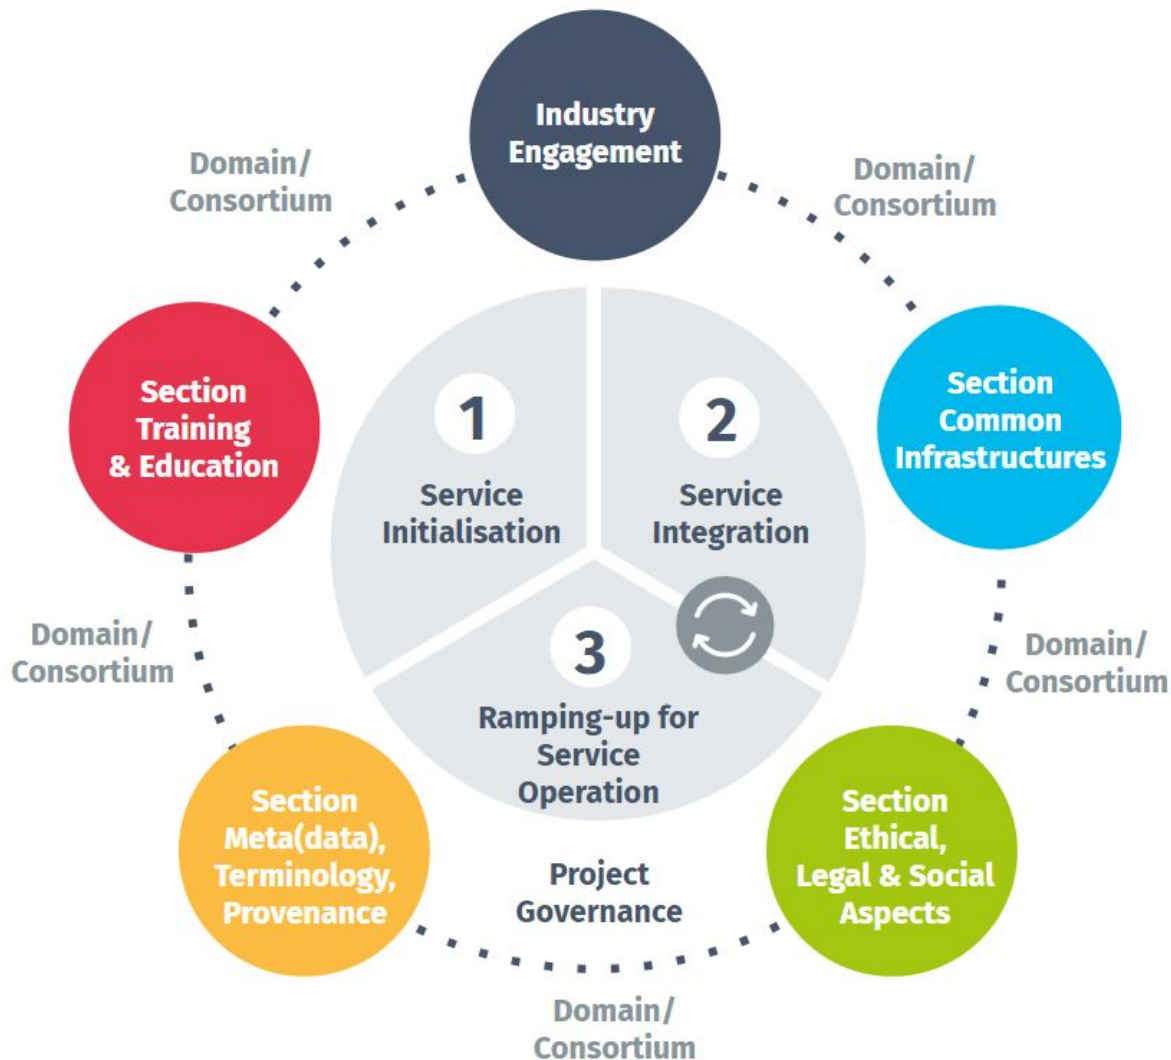 Industry
Engagement
Domain/
Consortium
Domain/
Consortium
Section
Training
& Education
1
Service
Initialisation
2
Service
Integration
Section
Common
Infrastructures
Domain/
Consortium
3
Ramping-up for
Service
Operation
Domain/
Consortium
Section
Meta(data),
Terminology,
Provenance
Project
Governance
Section
Ethical,
Legal & Social
Aspects
Domain/
Consortium